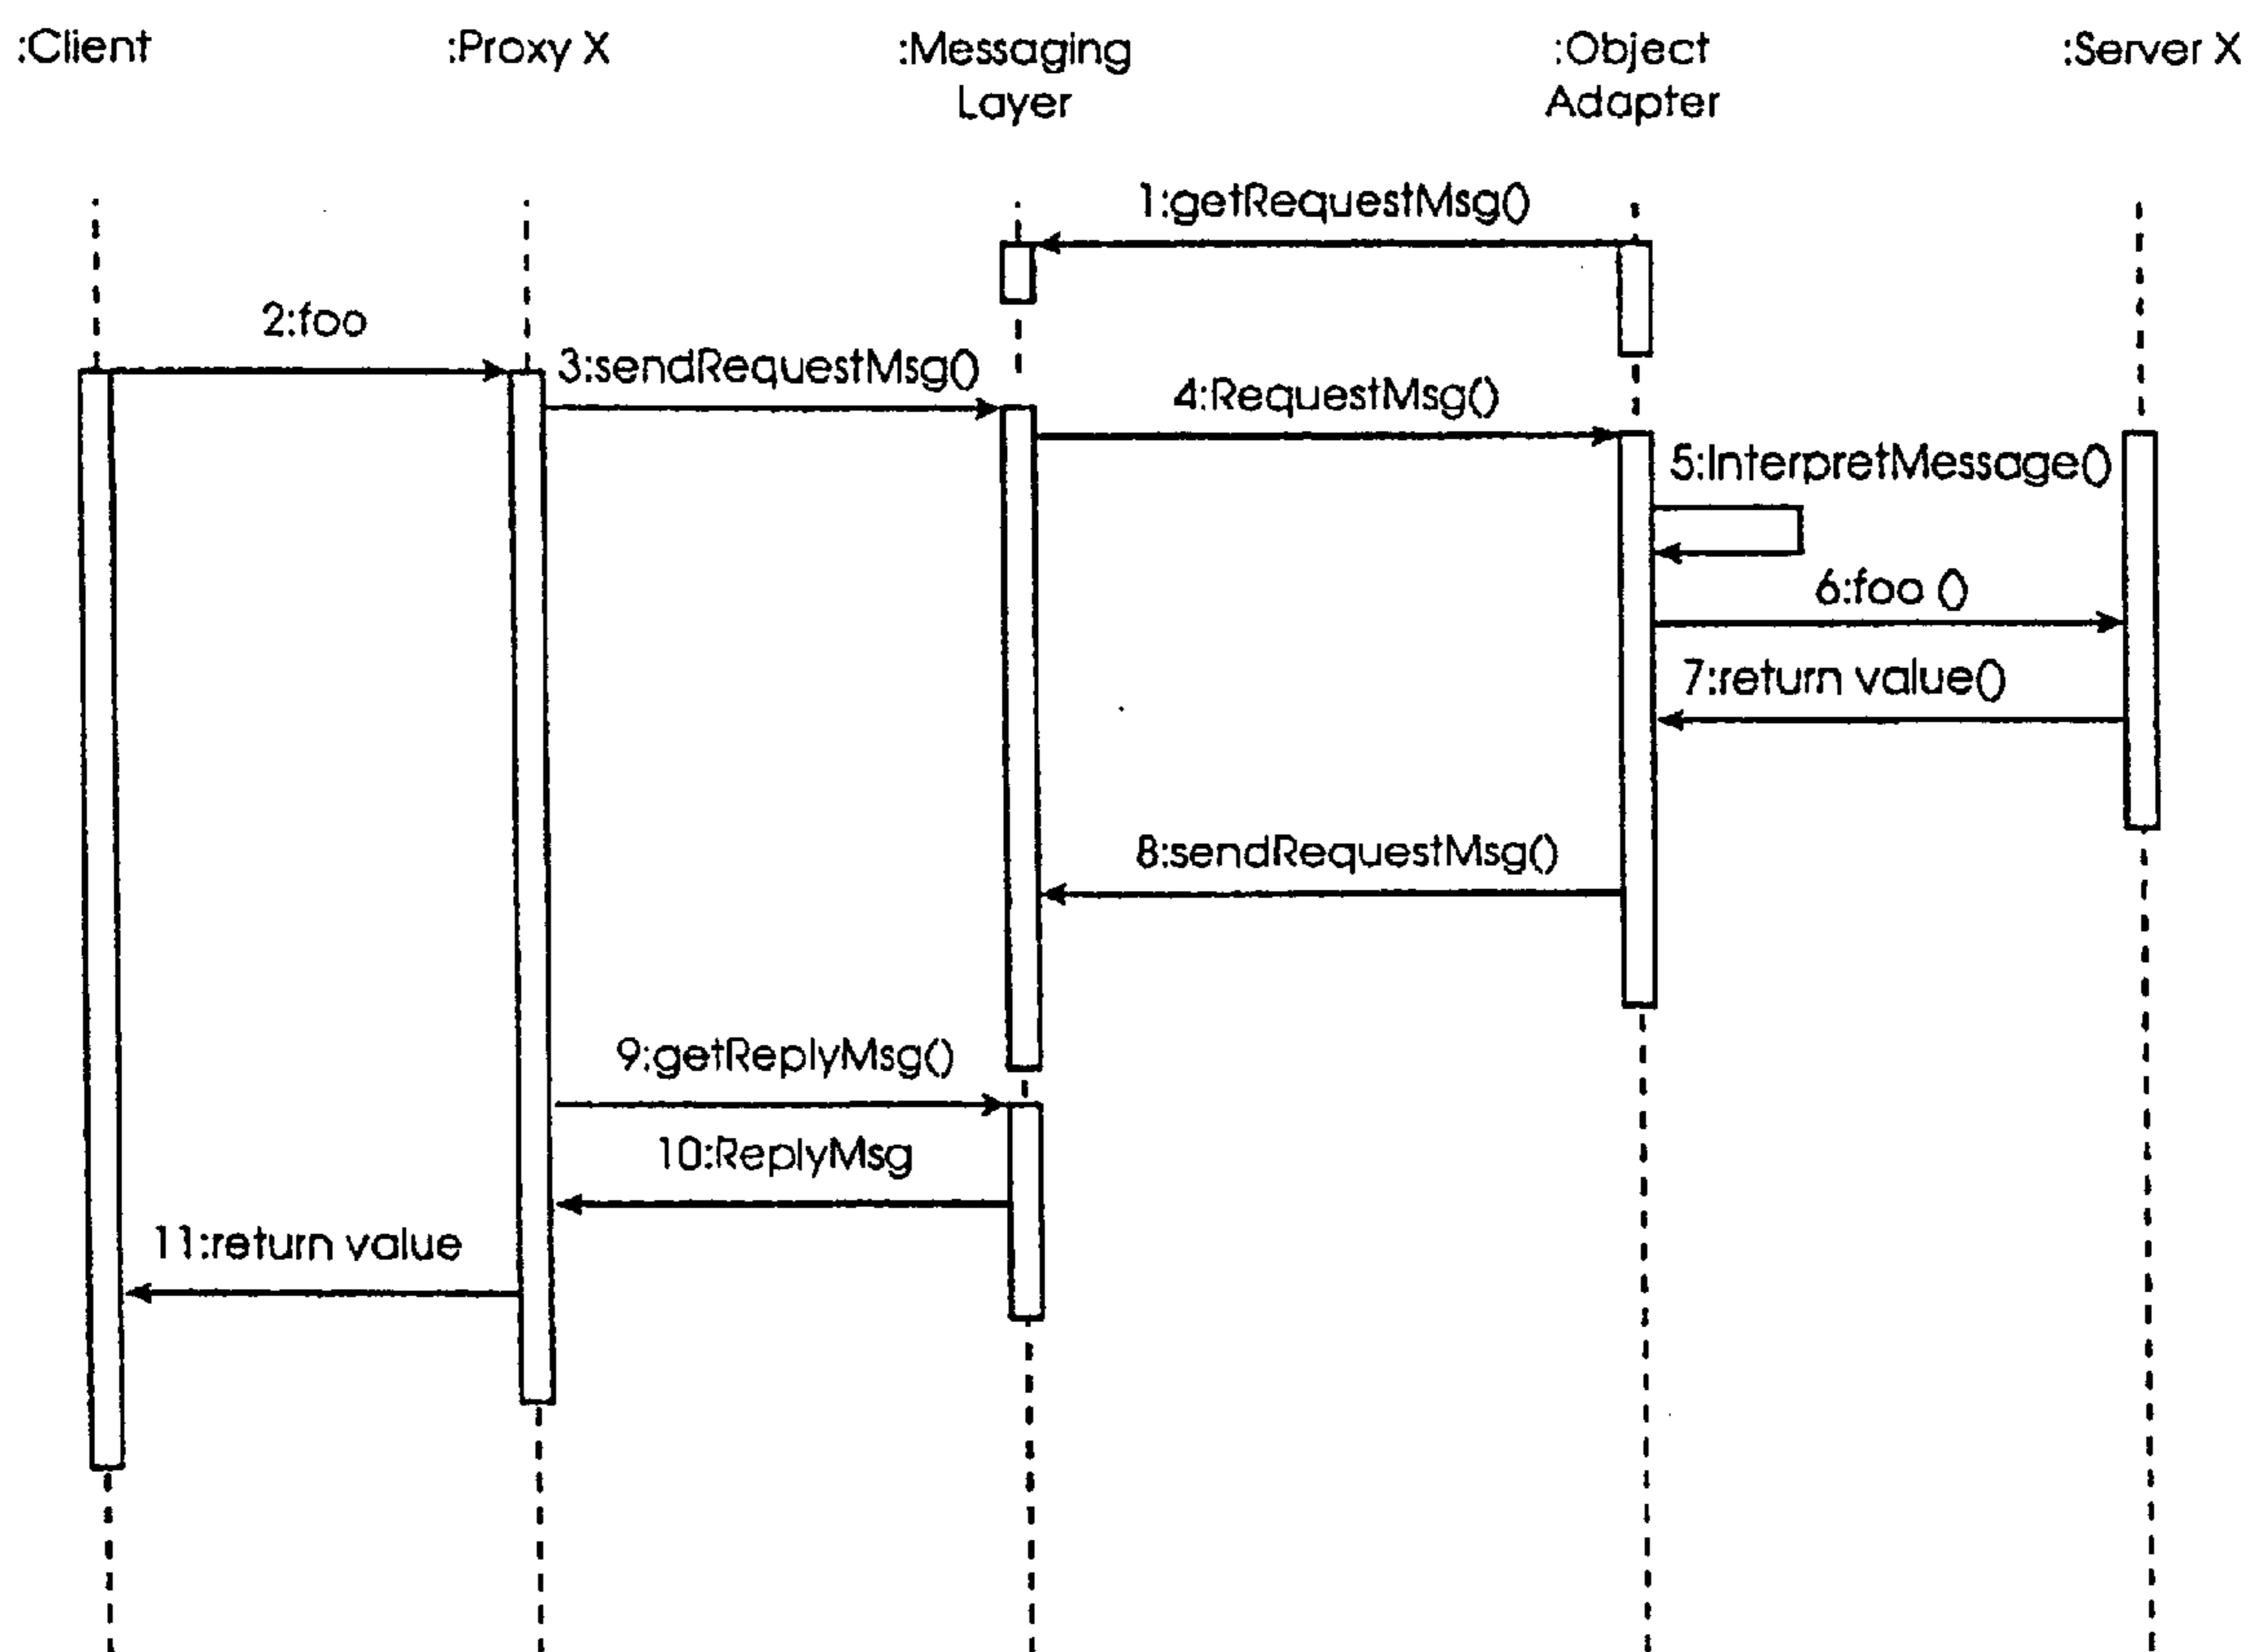 :Client
:Proxy X
:Messaging
Layer
:Object
Adapter
:Server X
1:getRequestMsg()
2:foo
3:sendRequestMsg()
4:RequestMsg()
5:InterpretMessage()
6:foo ()
7:return value()
8:sendRequestMsg()
9:getReplyMsg()
10:ReplyMsg
11:return value